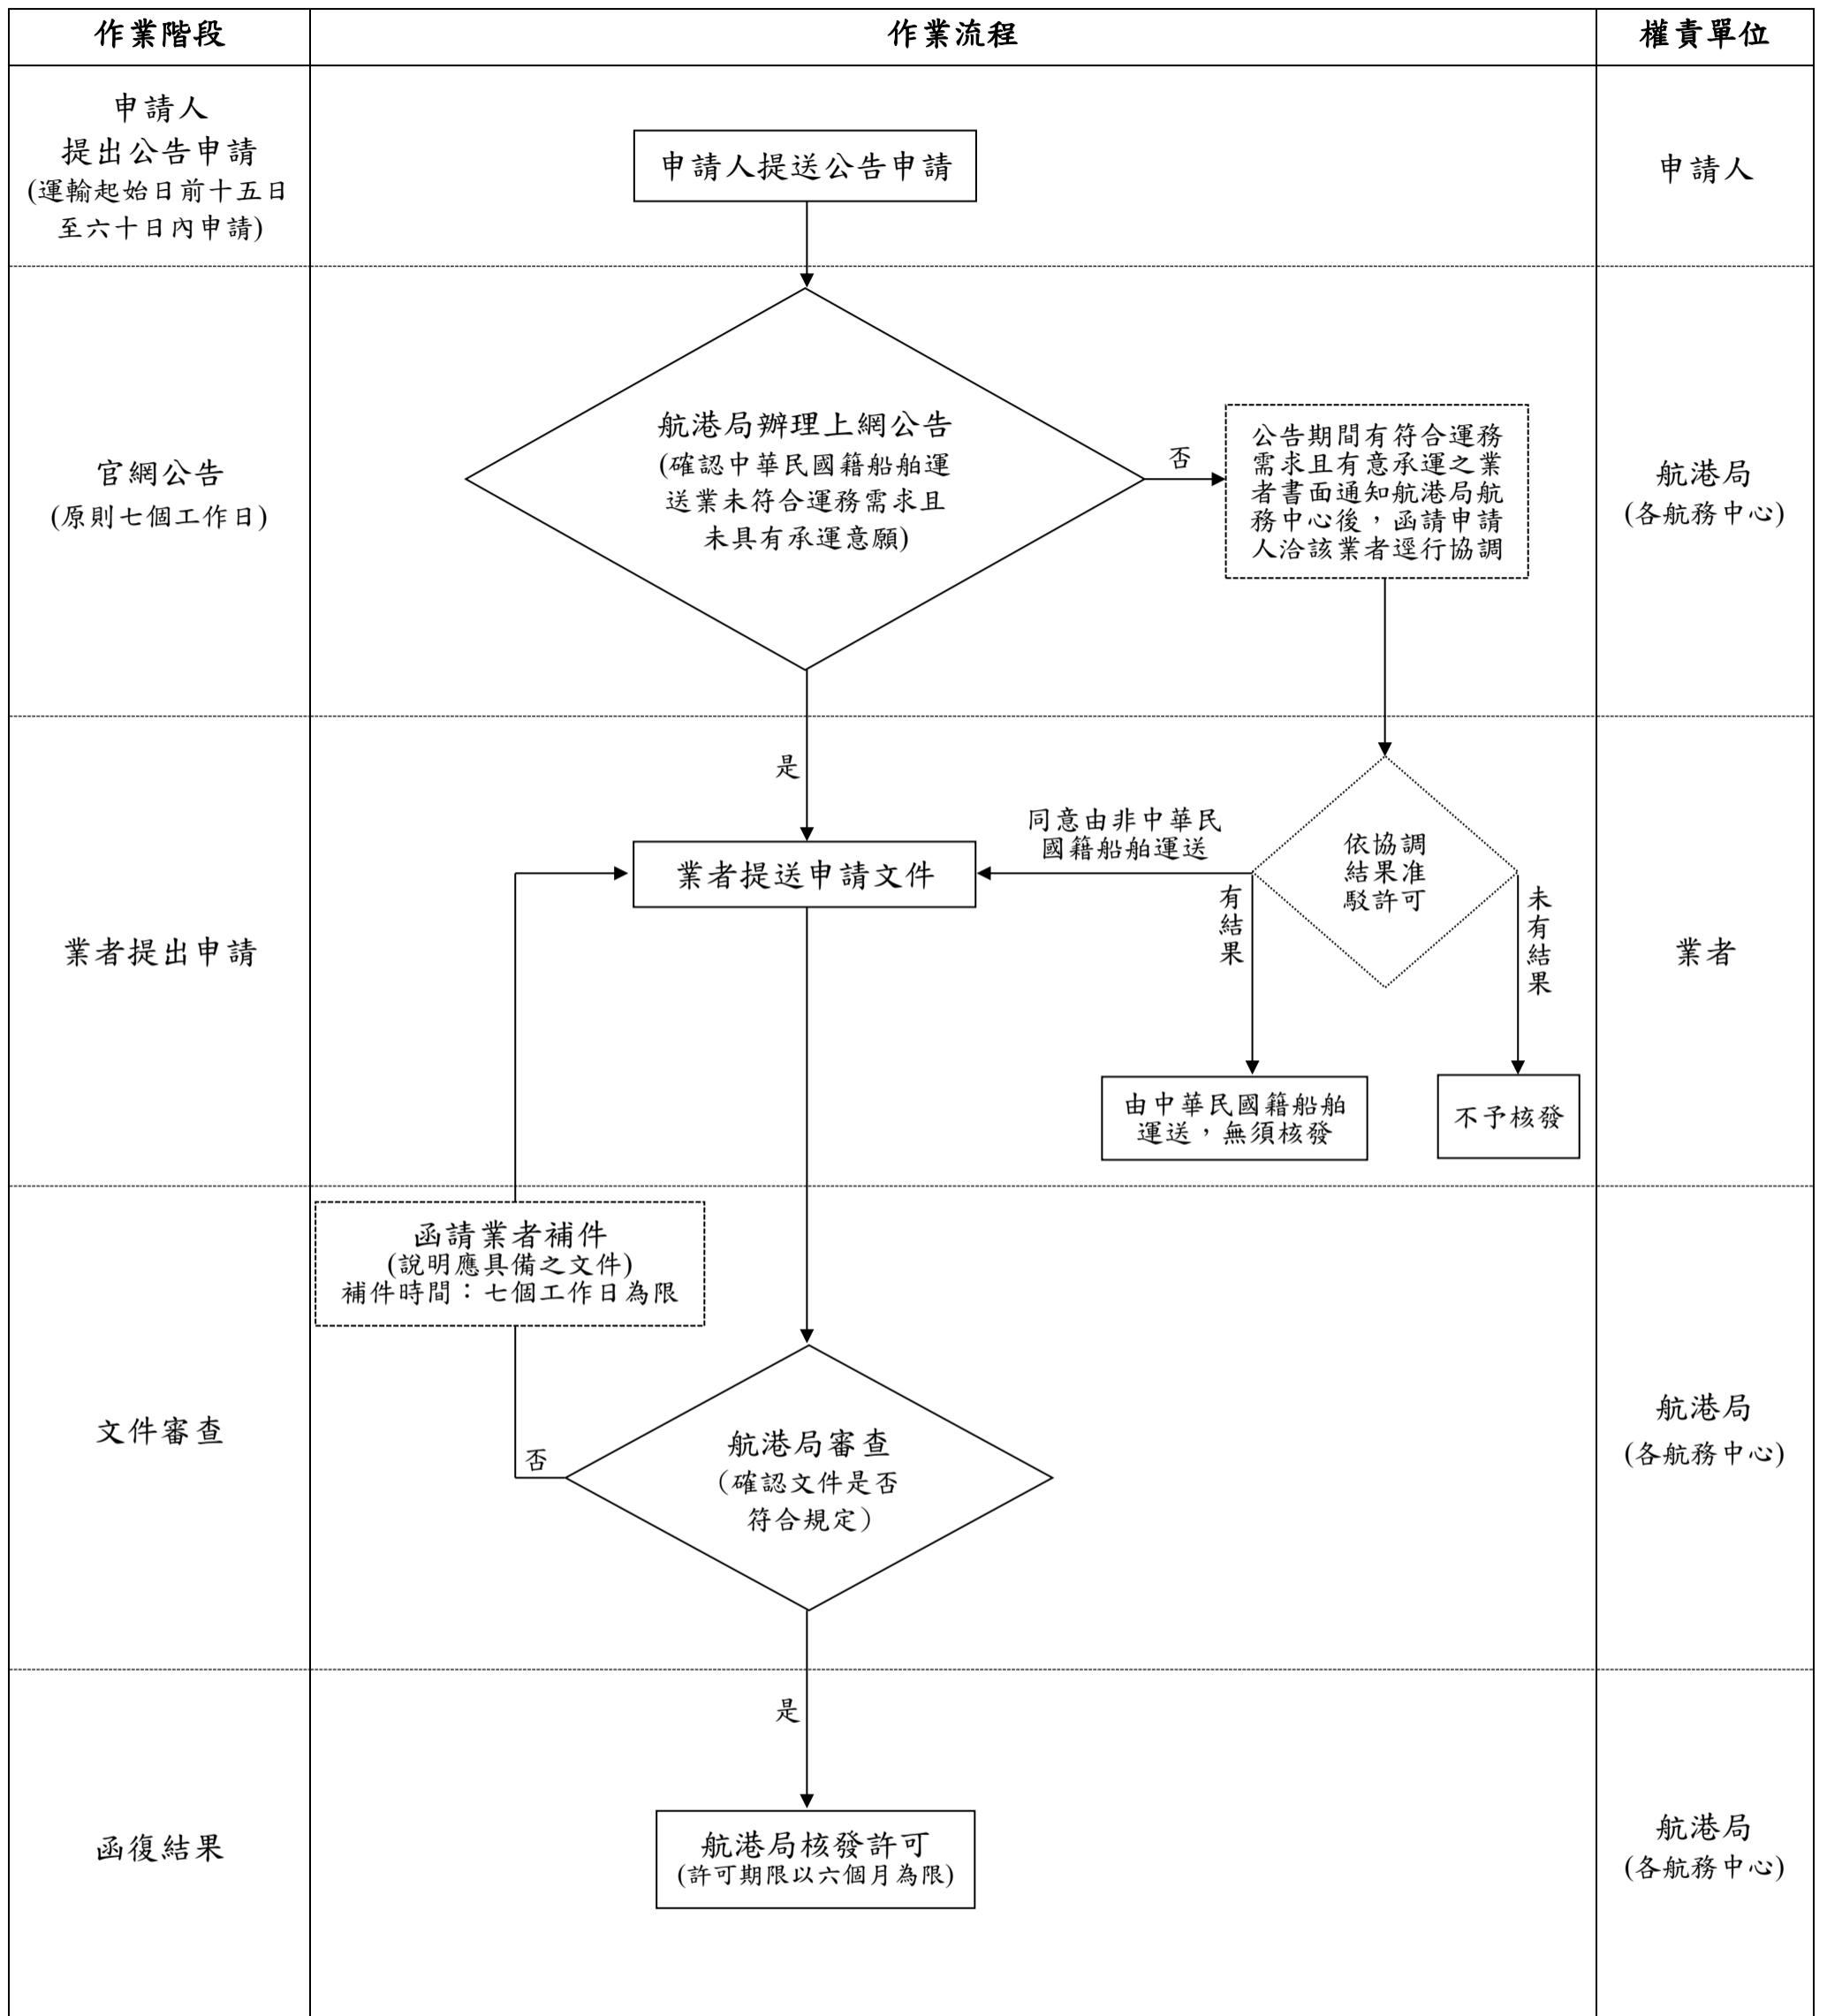 作業階段
作業流程
權責單位
申請人
提出公告申請
(運輸起始日前十五日
至六十日內申請)
申請人提送公告申請
申請人
官網公告
(原則七個工作日)
航港局辦理上網公告
(確認中華民國籍船舶運
送業未符合運務需求且
未具有承運意願)
否
公告期間有符合運務
需求且有意承運之業
者書面通知航港局航
務中心後，函請申請
人洽該業者逕行協調
航港局
(各航務中心)
業者提出申請
是
業者提送申請文件
同意由非中華民
國籍船舶運送
依協調
結果准
駁許可
有結果
未有結果
由中華民國籍船舶
運送，無須核發
不予核發
業者
文件審查
函請業者補件
(說明應具備之文件)
補件時間：七個工作日為限
否
航港局審查
（確認文件是否
符合規定）
航港局
(各航務中心)
函復結果
是
航港局核發許可
(許可期限以六個月為限)
航港局
(各航務中心)